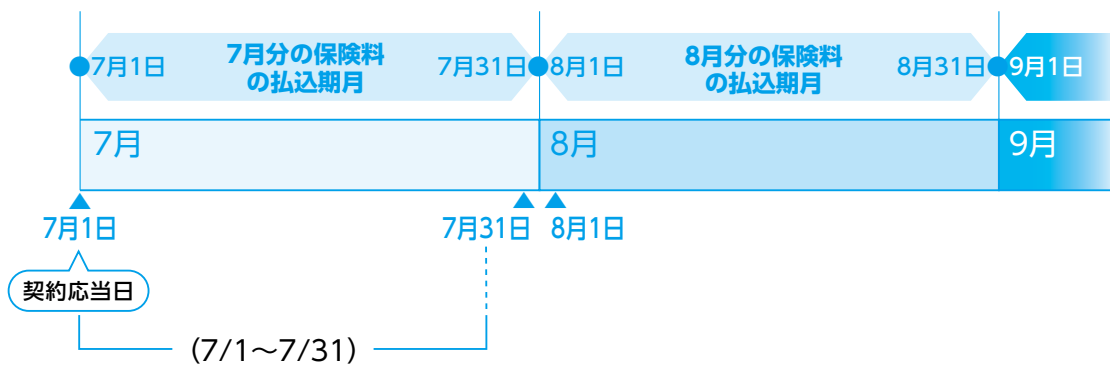 7月1日
7月分の保険料
の払込期月
7月31日
8月1日
8月分の保険料
の払込期月
8月31日
9月1日
7月
8月
9月
7月1日
7月31日
8月1日
契約応当日
(7/1〜7/31)